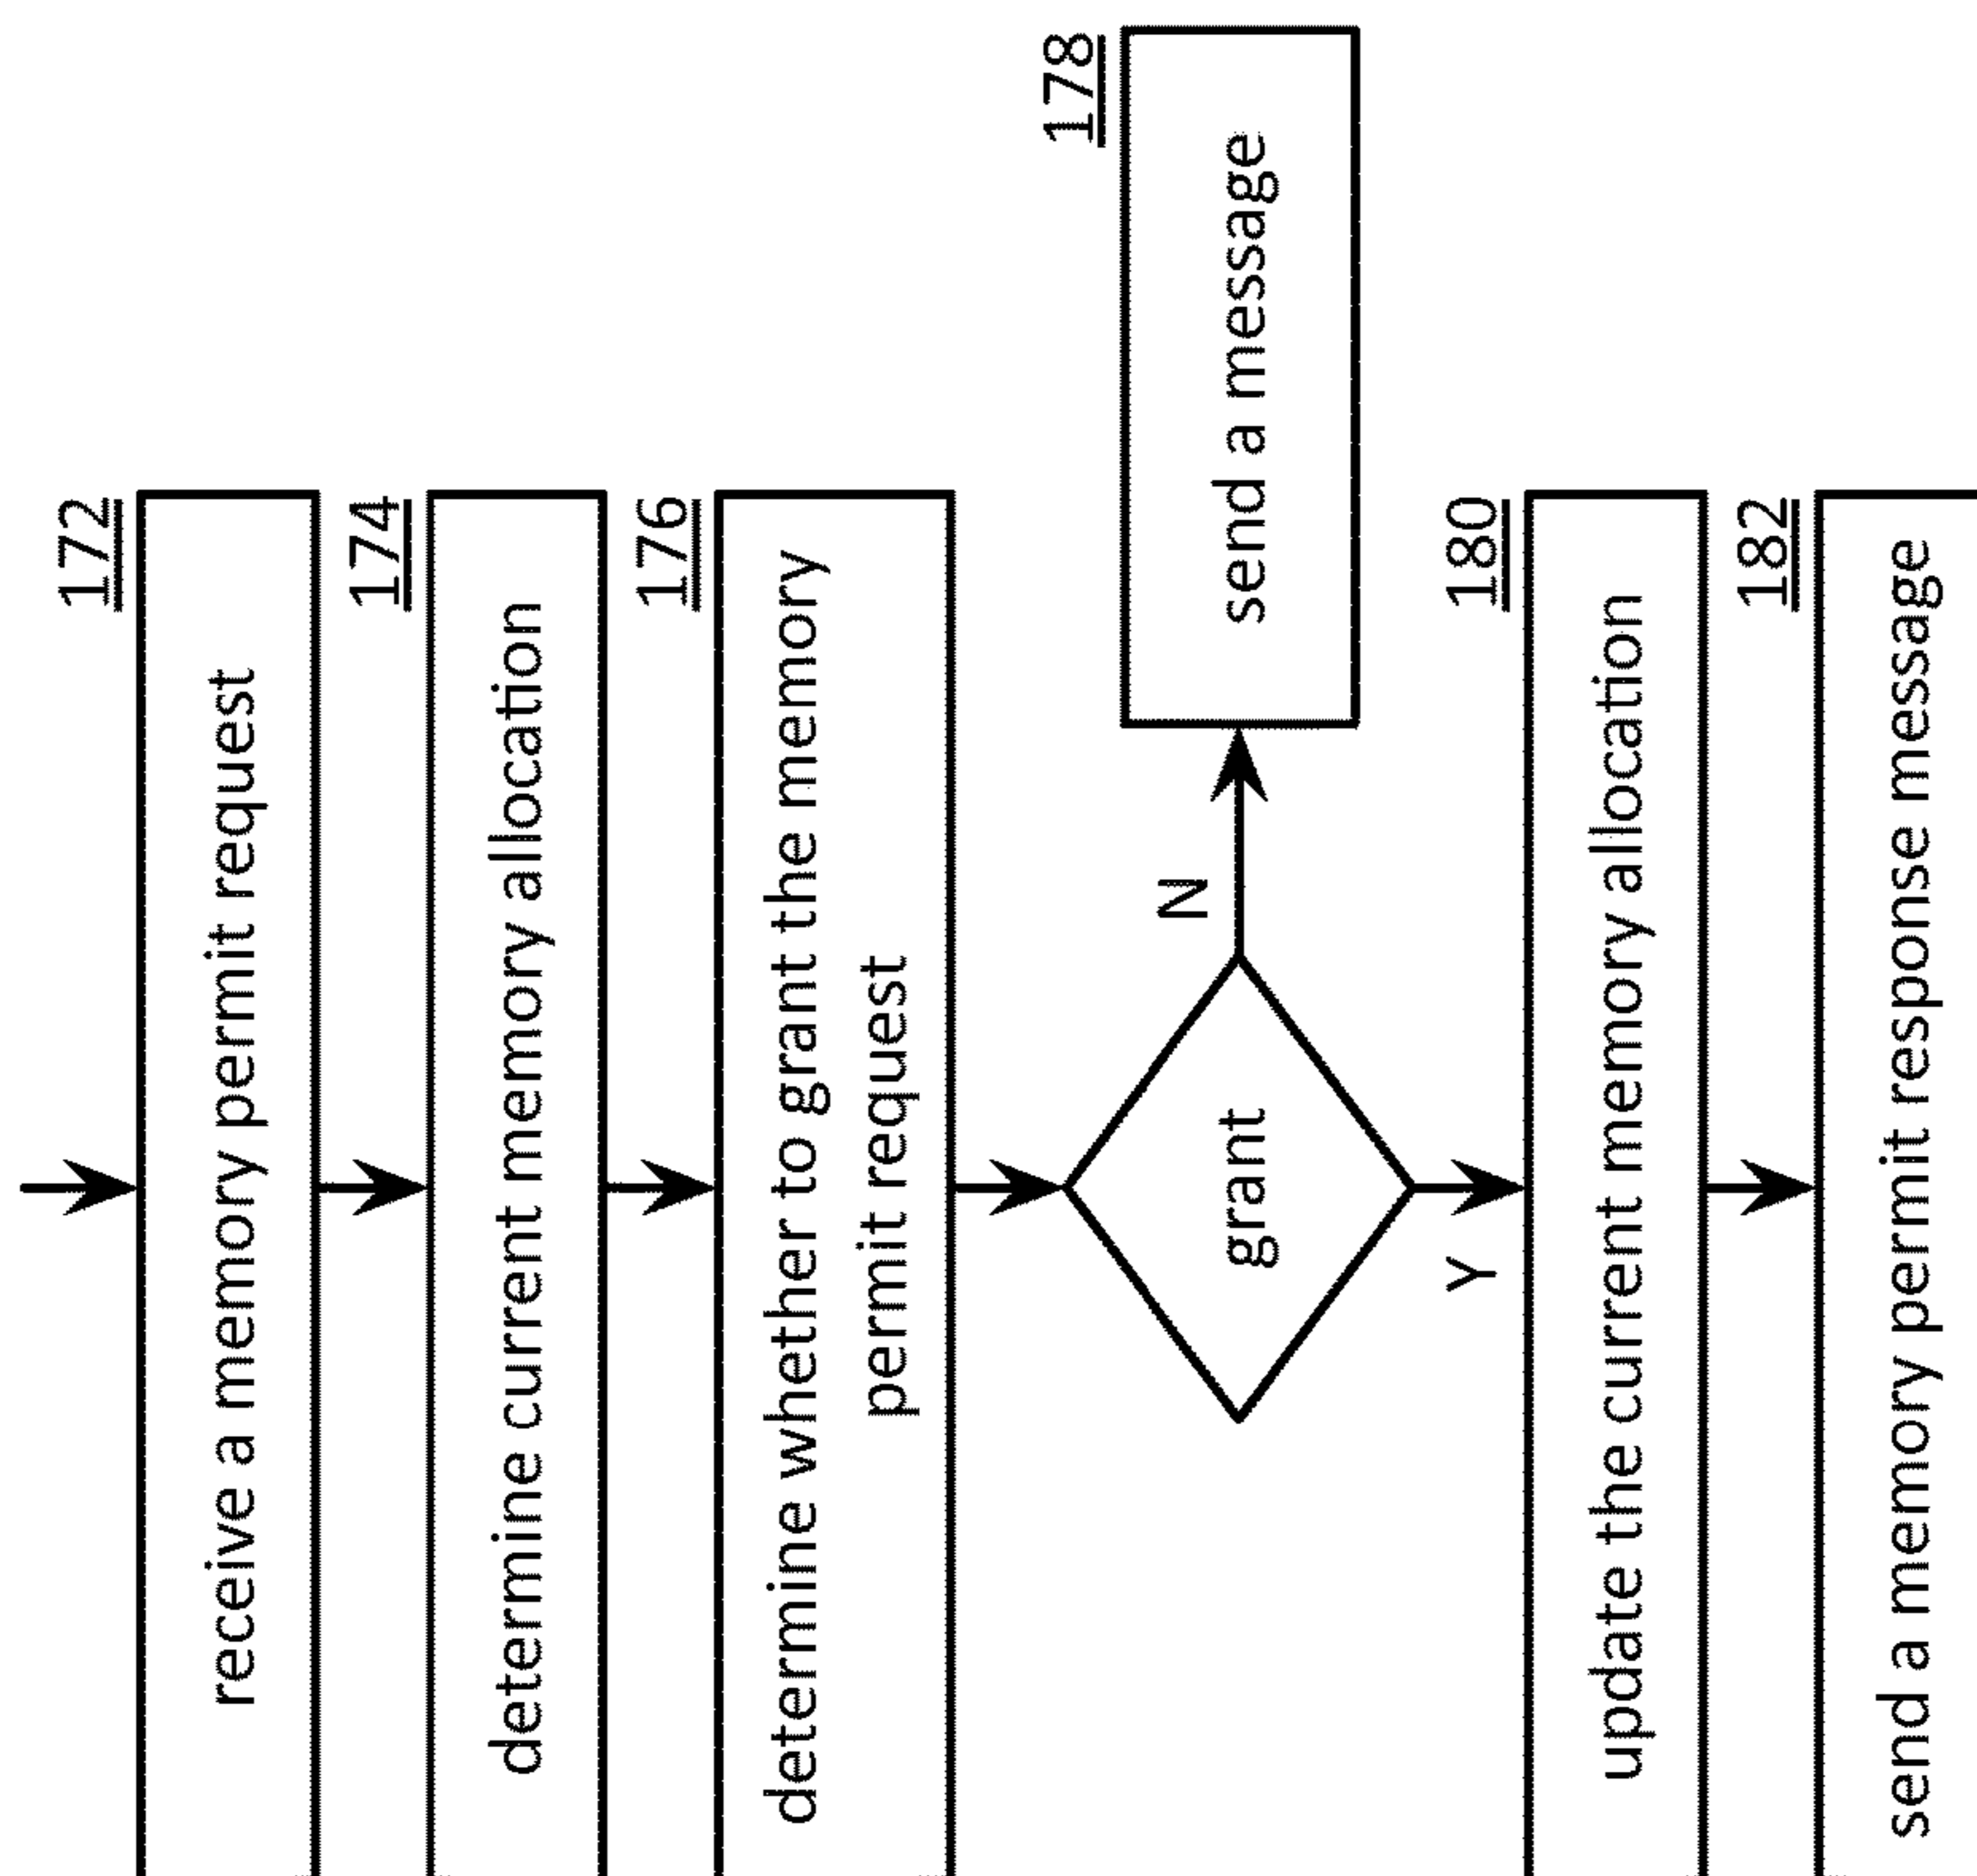 172
receive a memory permit request
174
determine current memory allocation
176
determine whether to grant the memory
permit request
grant
N
178
send a message
Y
180
update the current memory allocation
182
send a memory permit response message